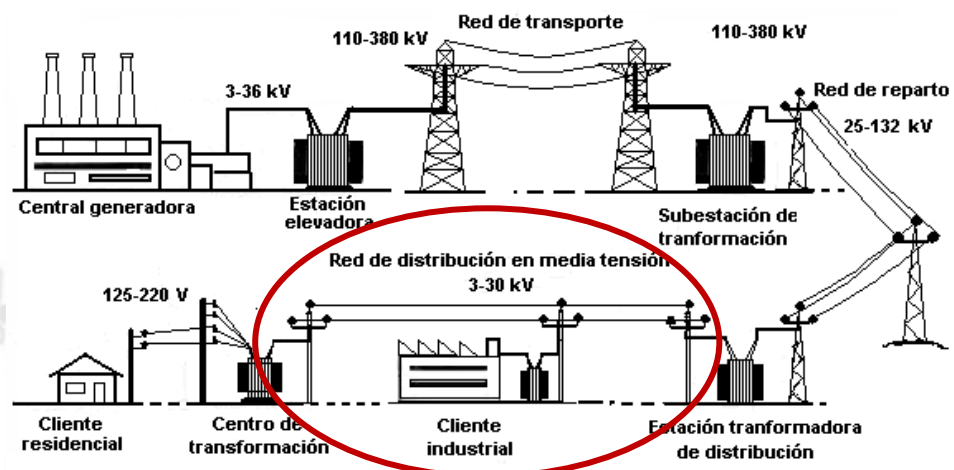 Red de transporte
110-380 kV
110-380 kV
3-36 kV
Red de reparto
25-132 kV
Central generadora
Estación
elevadora
Subestación de
tranformación
Red de distribución en media tensión
3-30 kV
125-220 V
Cliente
residencial
Centro de
transformación
Cliente
industrial
Estación tranformadora
de distribución